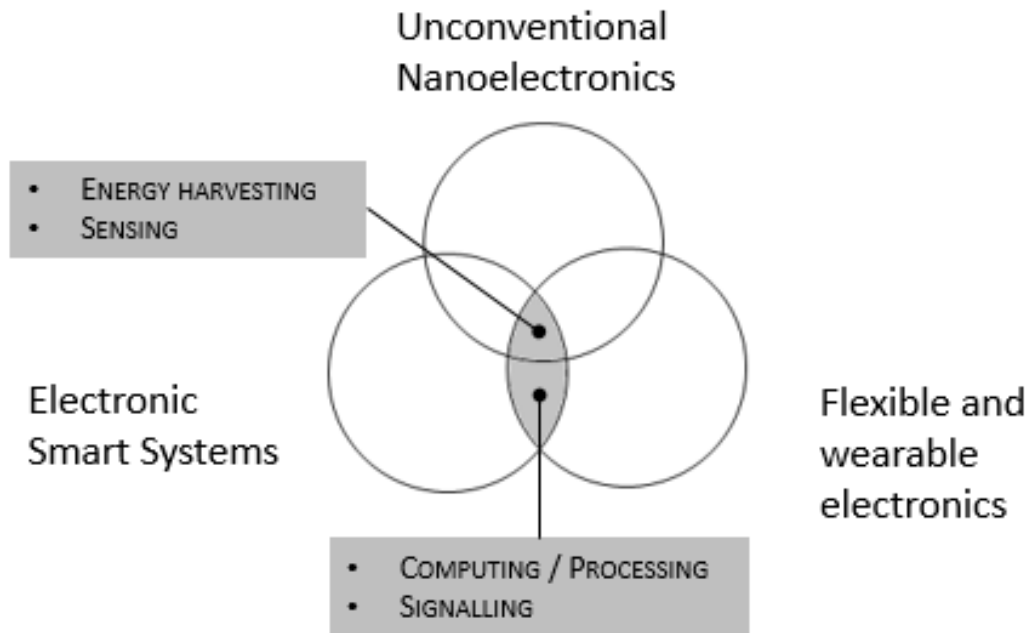 Unconventional
Nanoelectronics
• ENERGY HARVESTING
• SENSING
Electronic
Smart Systems
Flexible and
wearable
electronics
• COMPUTING / PROCESSING
• SIGNALLING